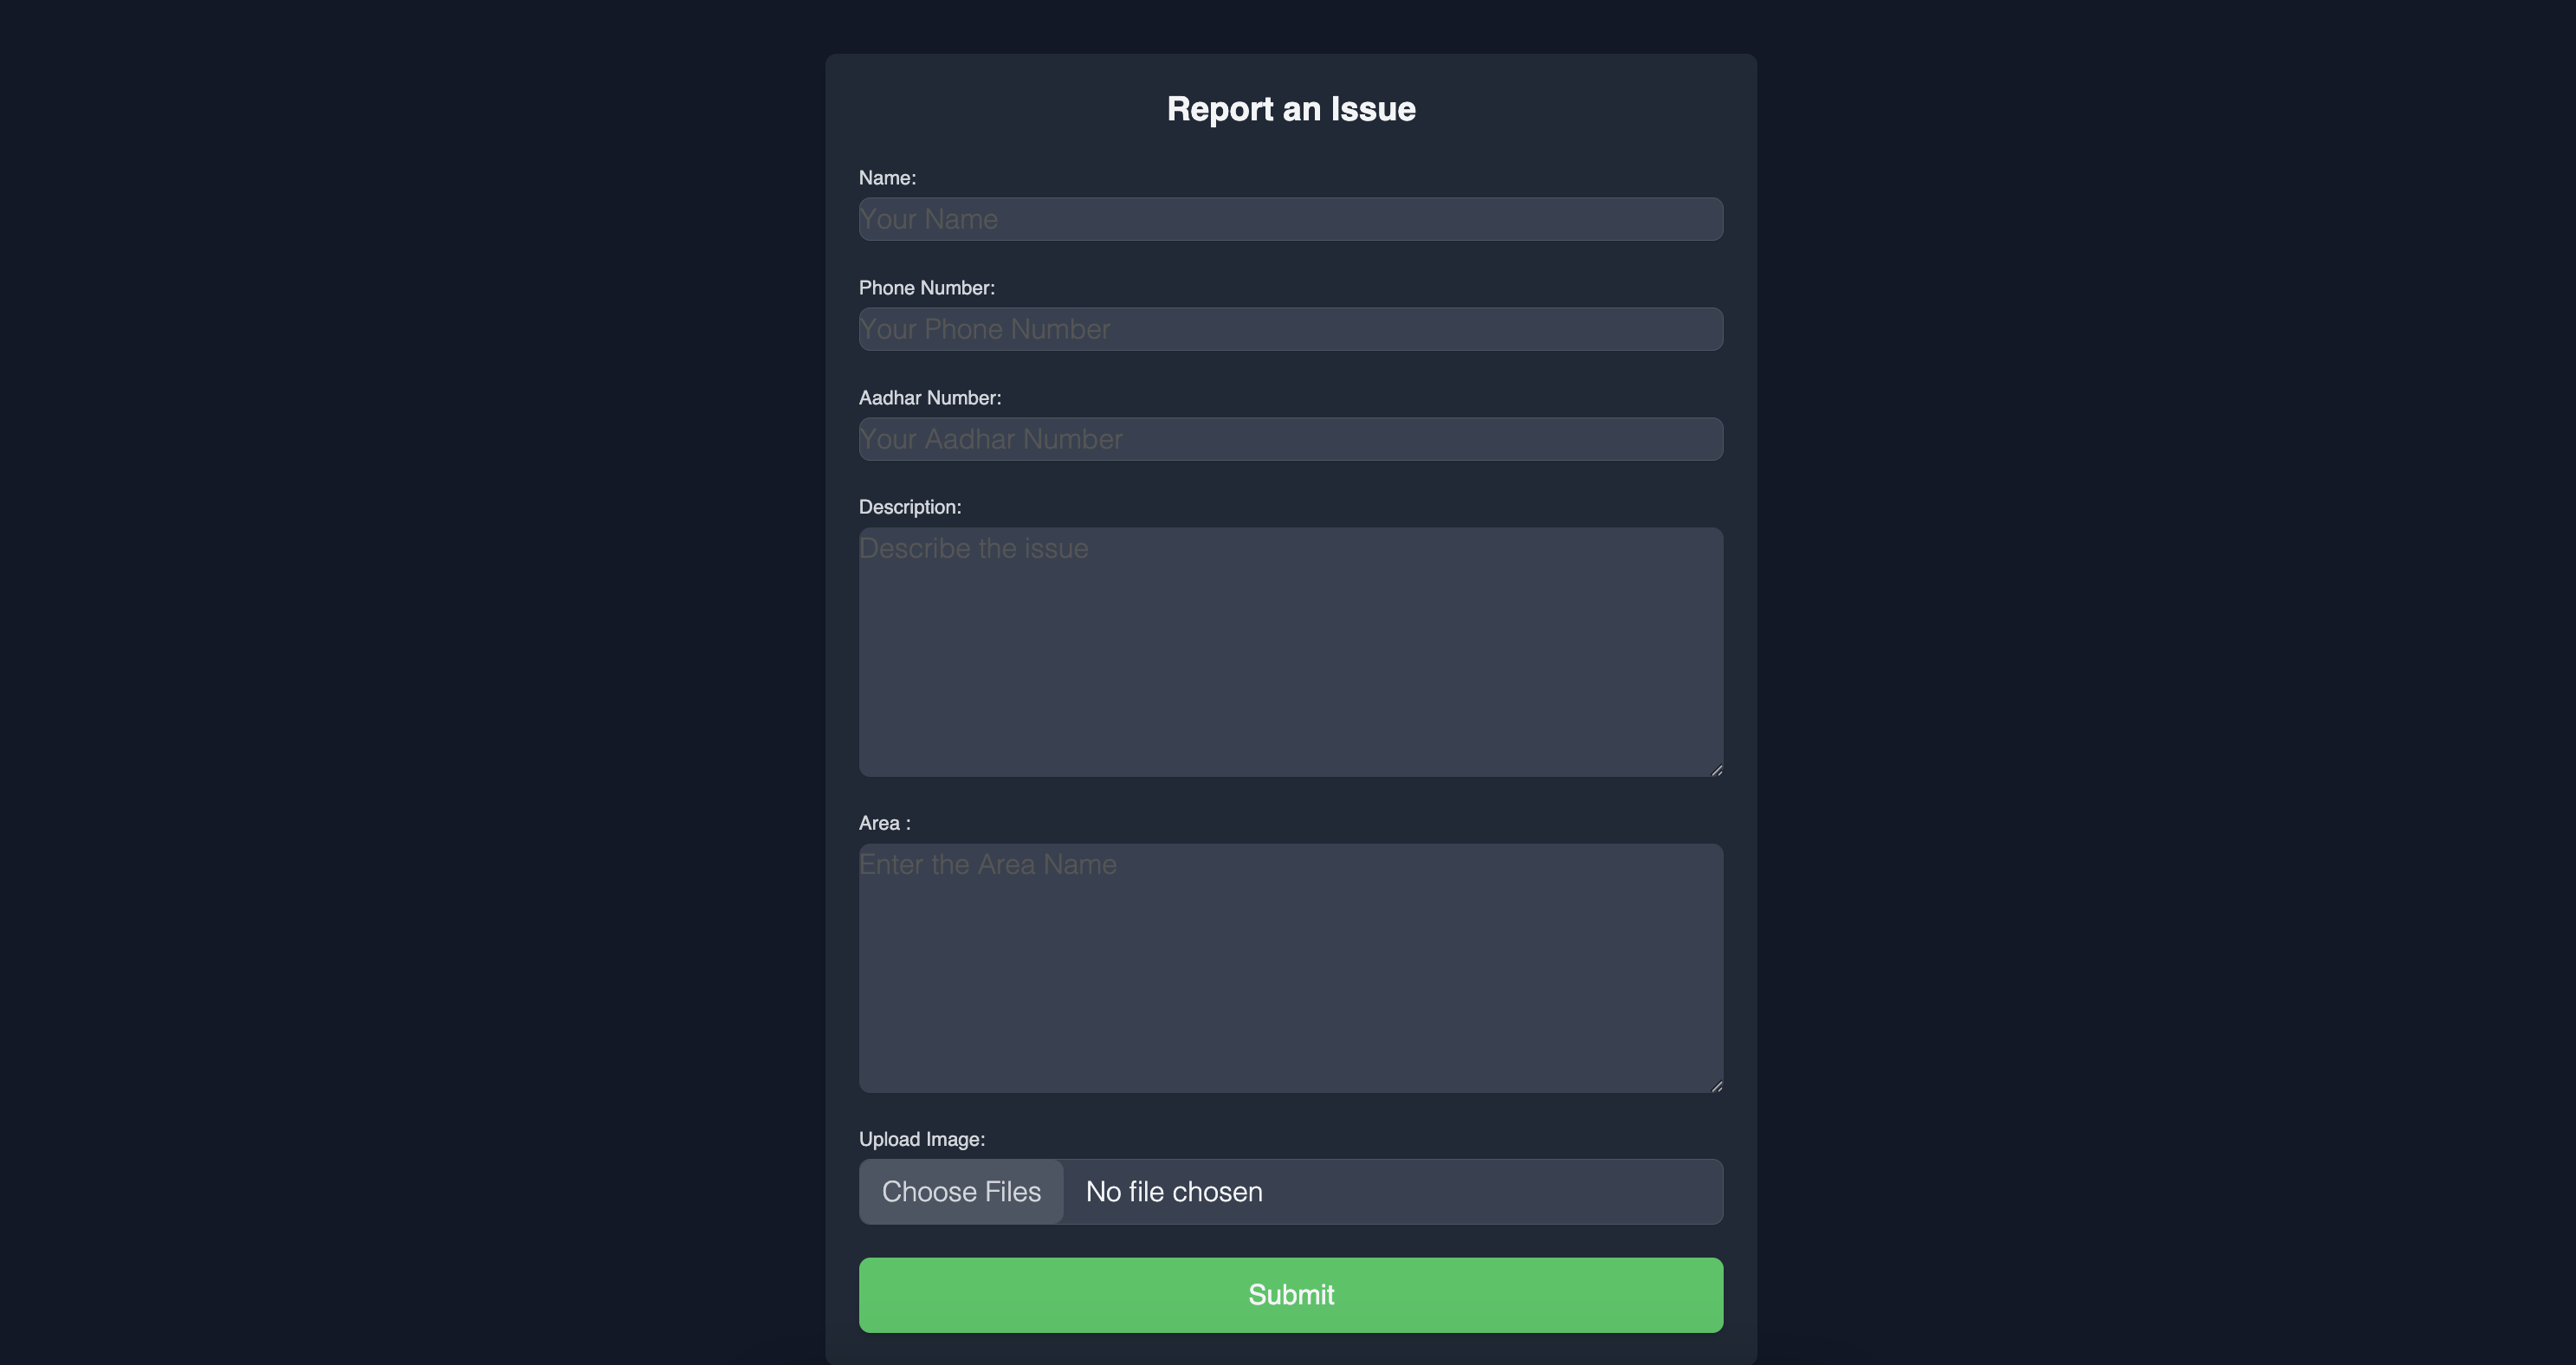 Report an Issue
Name:
Your Name
Phone Number:
Your Phone Number
Aadhar Number:
Your Aadhar Number
Description:
Describe the issue
Area :
Enter the Area Name
Upload Image:
Choose Files No file chosen
Submit